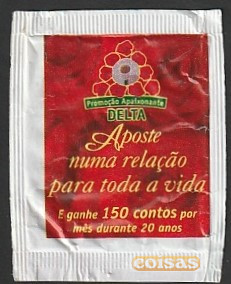 Promoção Apaixonante
DELTA
Aposte
numa relação
para toda a vida
E ganhe 150 contos por
mês durante 20 anos
coisas